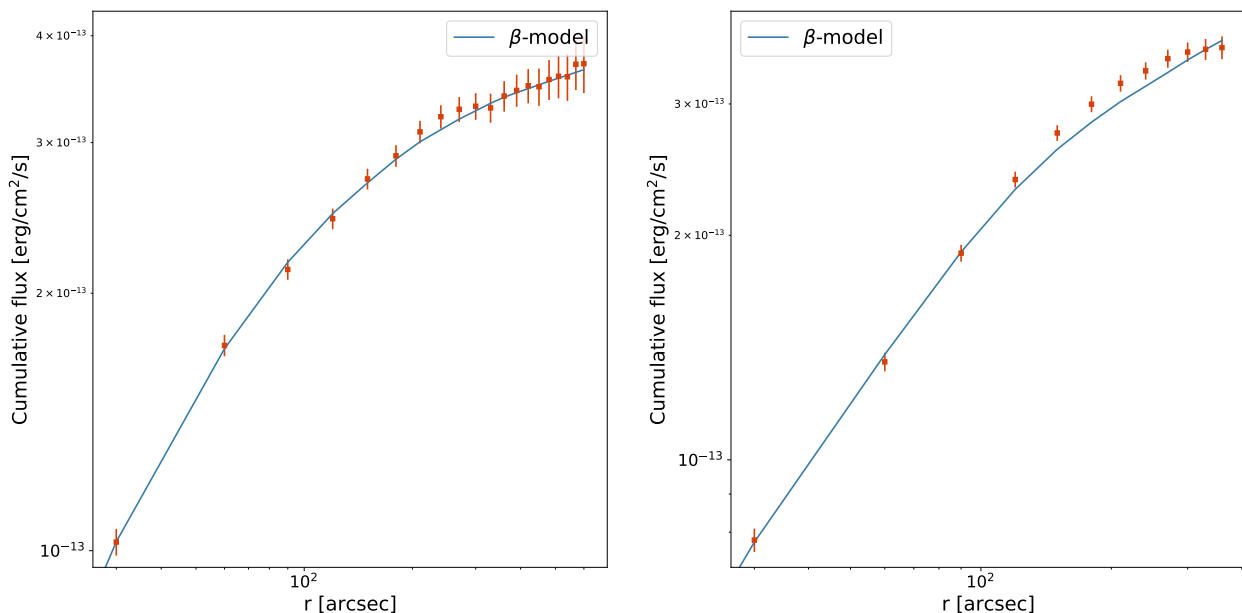 4 × 10⁻¹³
3 × 10⁻¹³
2 × 10⁻¹³
10⁻¹³
Cumulative flux [erg/cm²/s]
β-model
10²
r [arcsec]
3 × 10⁻¹³
2 × 10⁻¹³
10⁻¹³
Cumulative flux [erg/cm²/s]
β-model
10²
r [arcsec]